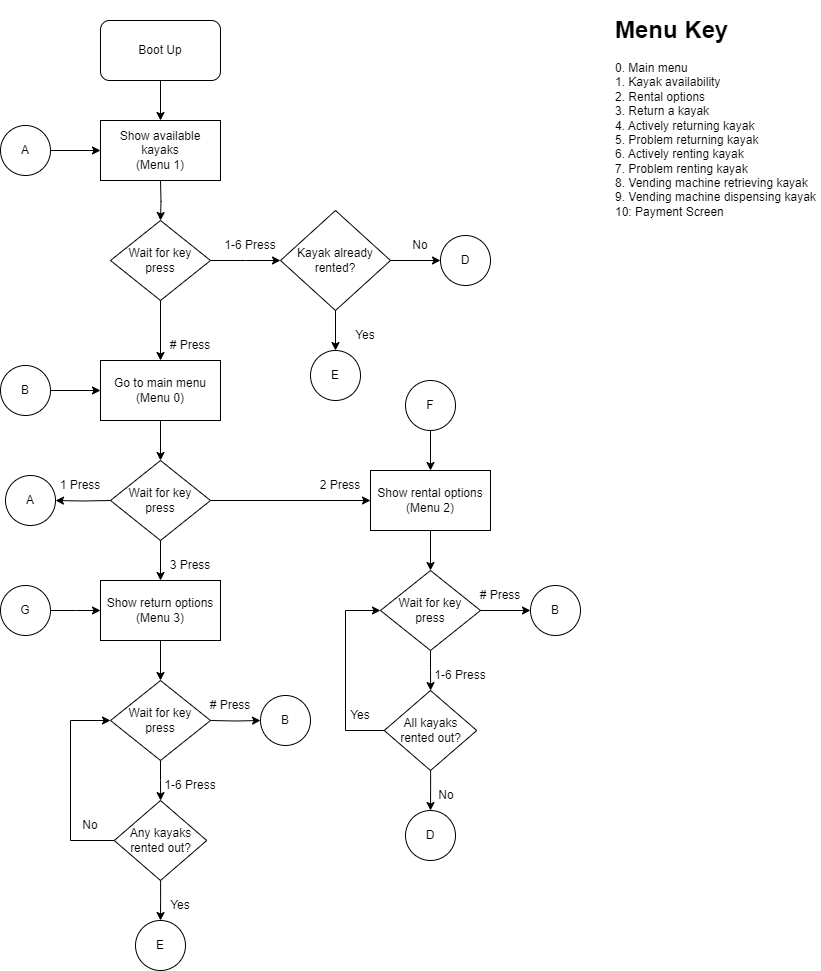 Menu Key
0. Main menu
1. Kayak availability
2. Rental options
3. Return a kayak
4. Actively returning kayak
5. Problem returning kayak
6. Actively renting kayak
7. Problem renting kayak
8. Vending machine retrieving kayak
9. Vending machine dispensing kayak
10: Payment Screen
Boot Up
A
Show available
kayaks
(Menu 1)
Wait for key
press
1-6 Press
Kayak already
rented?
No
D
Yes
E
# Press
B
Go to main menu
(Menu 0)
F
A
1 Press
Wait for key
press
2 Press
Show rental options
(Menu 2)
3 Press
G
Show return options
(Menu 3)
Wait for key
press
# Press
B
1-6 Press
All kayaks
rented out?
Yes
No
D
Wait for key
press
# Press
B
1-6 Press
Any kayaks
rented out?
No
Yes
E